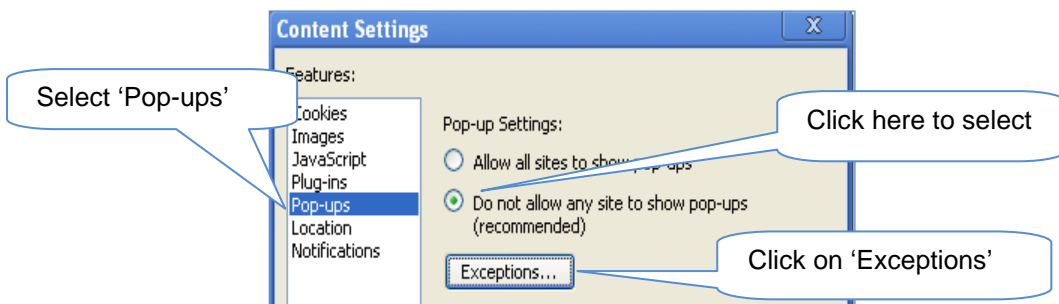 Content Settings
X
Features:
Select ‘Pop-ups’
Cookies
Images
JavaScript
Plug-ins
Pop-ups
Location
Notifications
Pop-up Settings:
Allow all sites to show pop-ups
Do not allow any site to show pop-ups
(recommended)
Exceptions...
Click here to select
Click on ‘Exceptions’